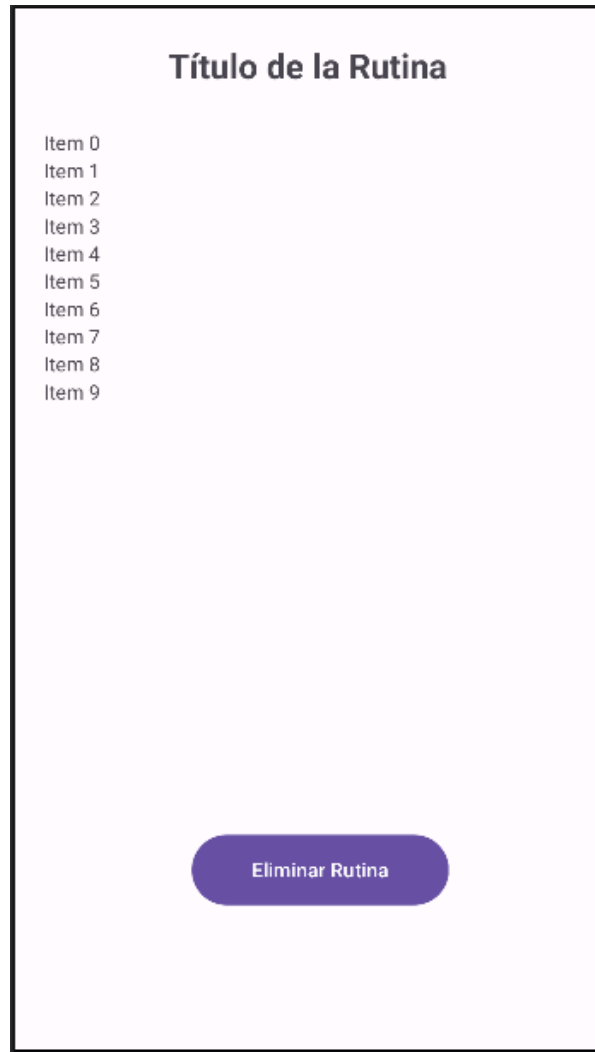 Título de la Rutina
Item 0
Item 1
Item 2
Item 3
Item 4
Item 5
Item 6
Item 7
Item 8
Item 9
Eliminar Rutina